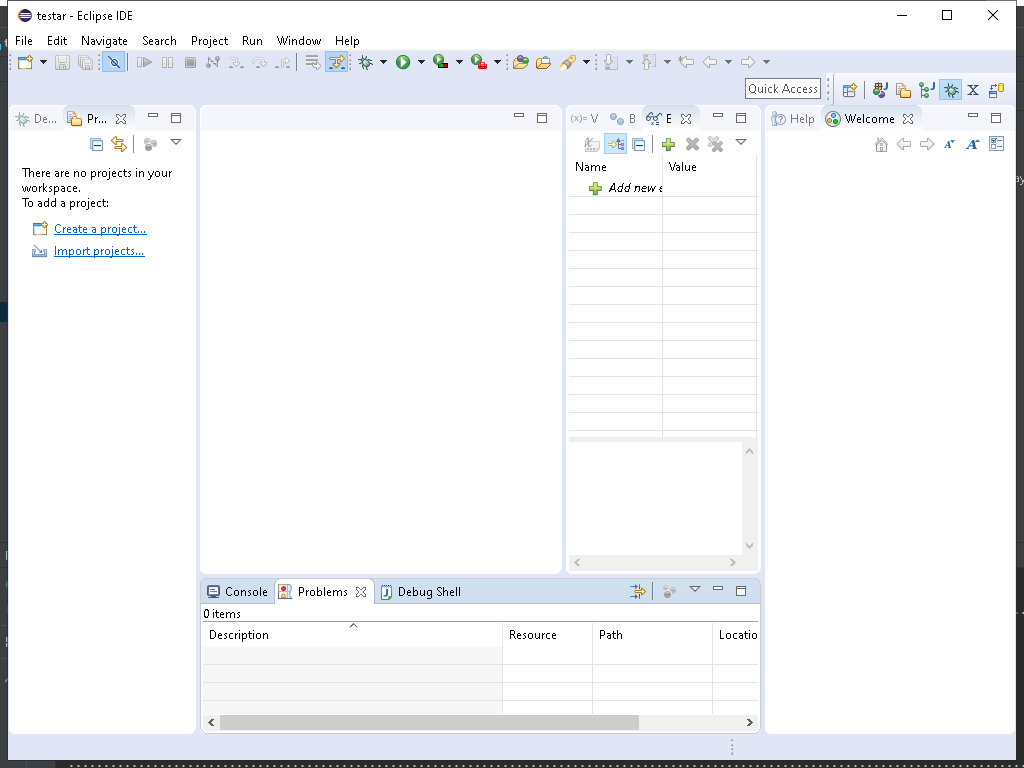 testar - Eclipse IDE
File Edit Navigate Search Project Run Window Help
Quick Access
X
De... Pr...
(x)= V B E
Help Welcome
There are no projects in your
workspace.
To add a project:
Create a project...
Import projects...
Name Value
Add new e
Console Problems Debug Shell
0 items
Description Resource Path Locatio